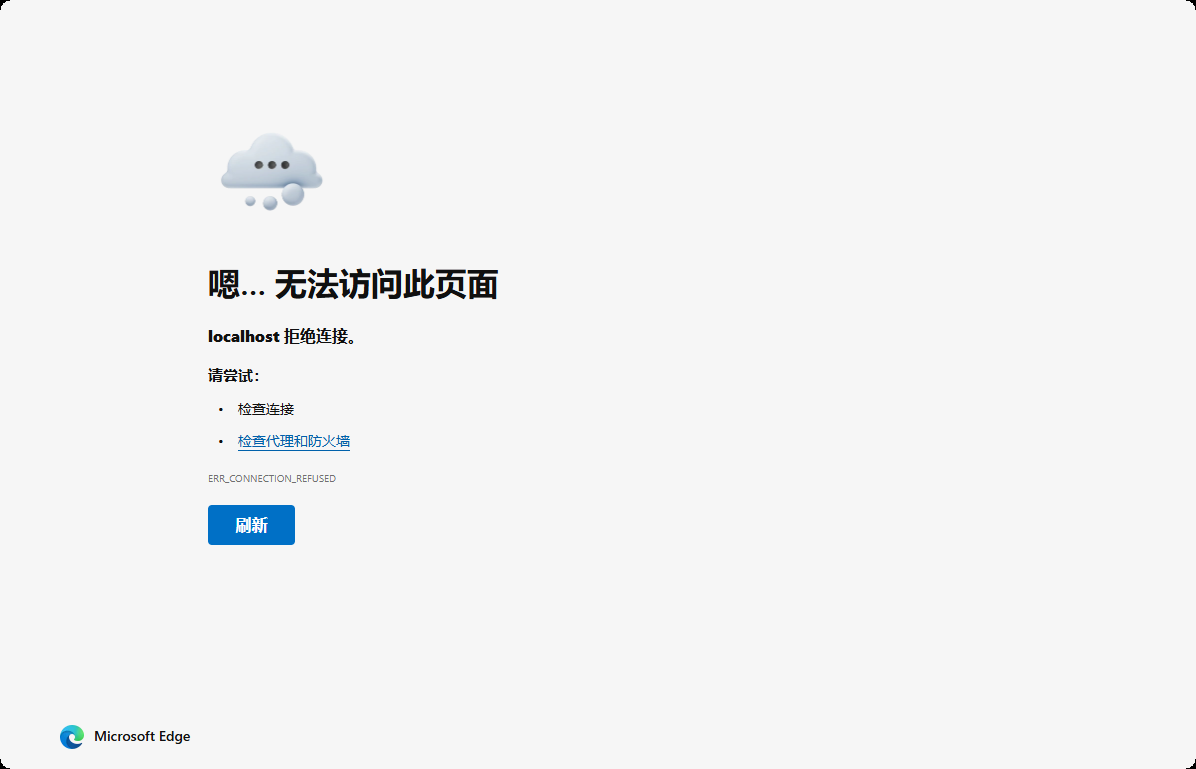 嗯… 无法访问此页面
localhost 拒绝连接。
请尝试：
• 检查连接
• 检查代理和防火墙
ERR_CONNECTION_REFUSED
刷新
Microsoft Edge